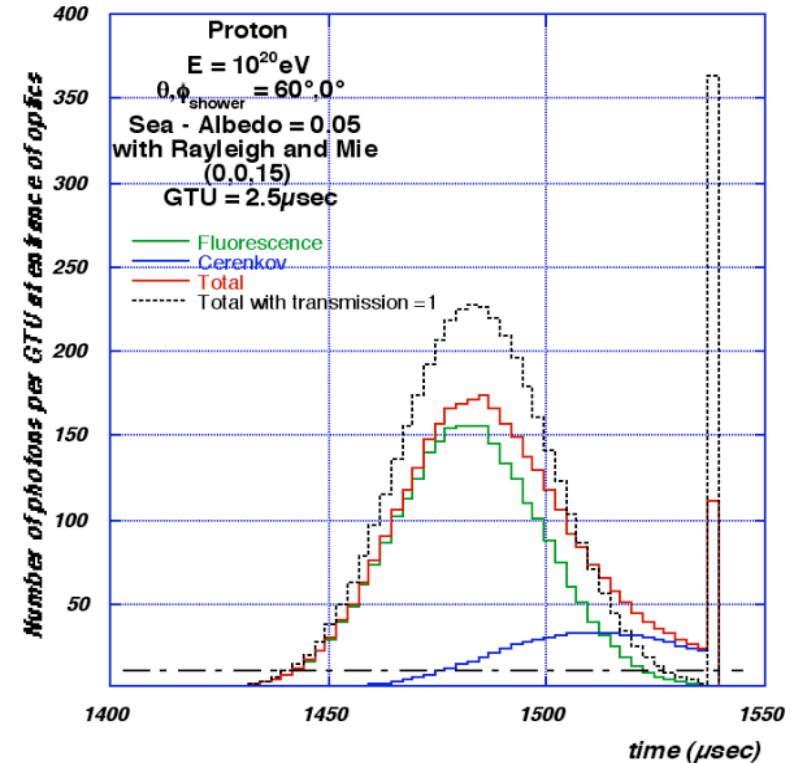 400
350
300
250
200
150
100
50
Number of photons per GTU at entrance of optics
Proton
E = 10²⁰eV
θ,ϕshower = 60°,0°
Sea - Albedo = 0.05
with Rayleigh and Mie
(0,0,15)
GTU = 2.5μsec
Fluorescence
Cerenkov
Total
Total with transmission =1
1400
1450
1500
1550
time (μsec)